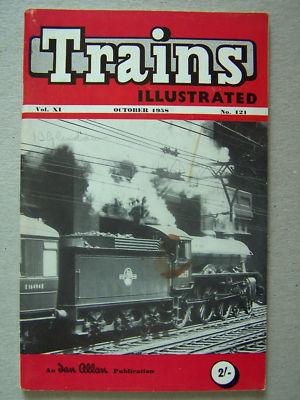 Trains
ILLUSTRATED
Vol. XI OCTOBER 1958 No. 121
An Ian Allan Publication 2/-